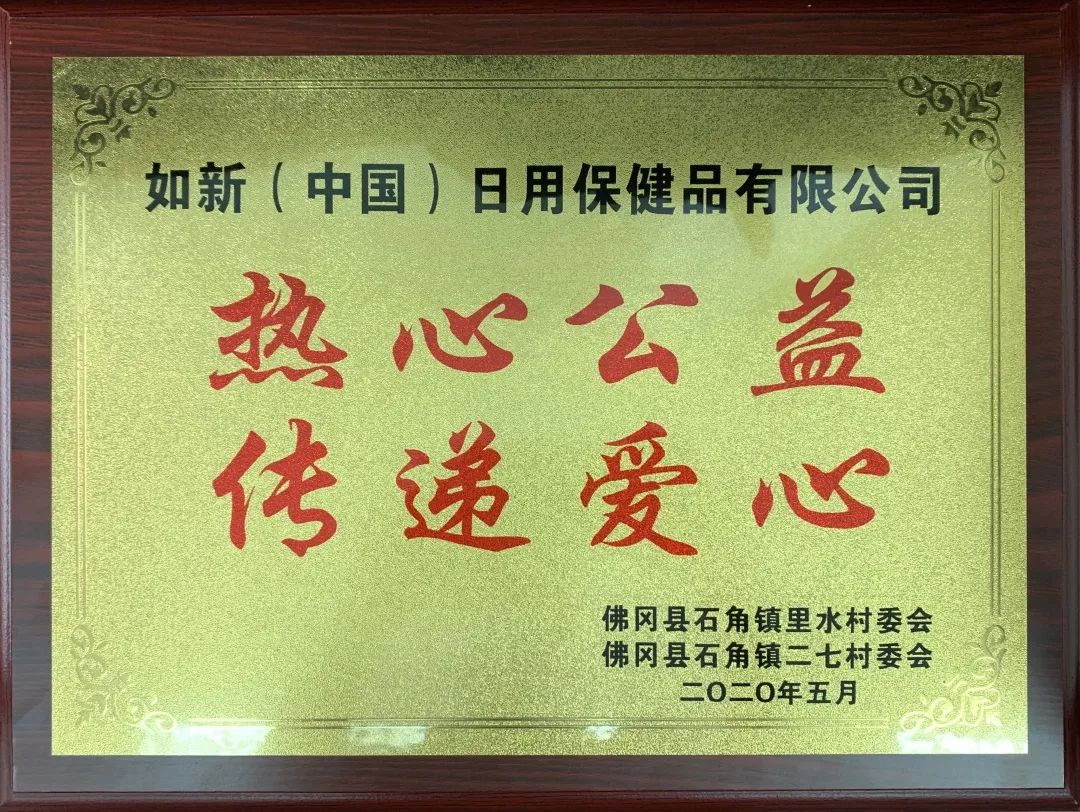 如新（中国）日用保健品有限公司
热心公益
传递爱心
佛冈县石角镇里水村委会
佛冈县石角镇二七村委会
二〇二〇年五月